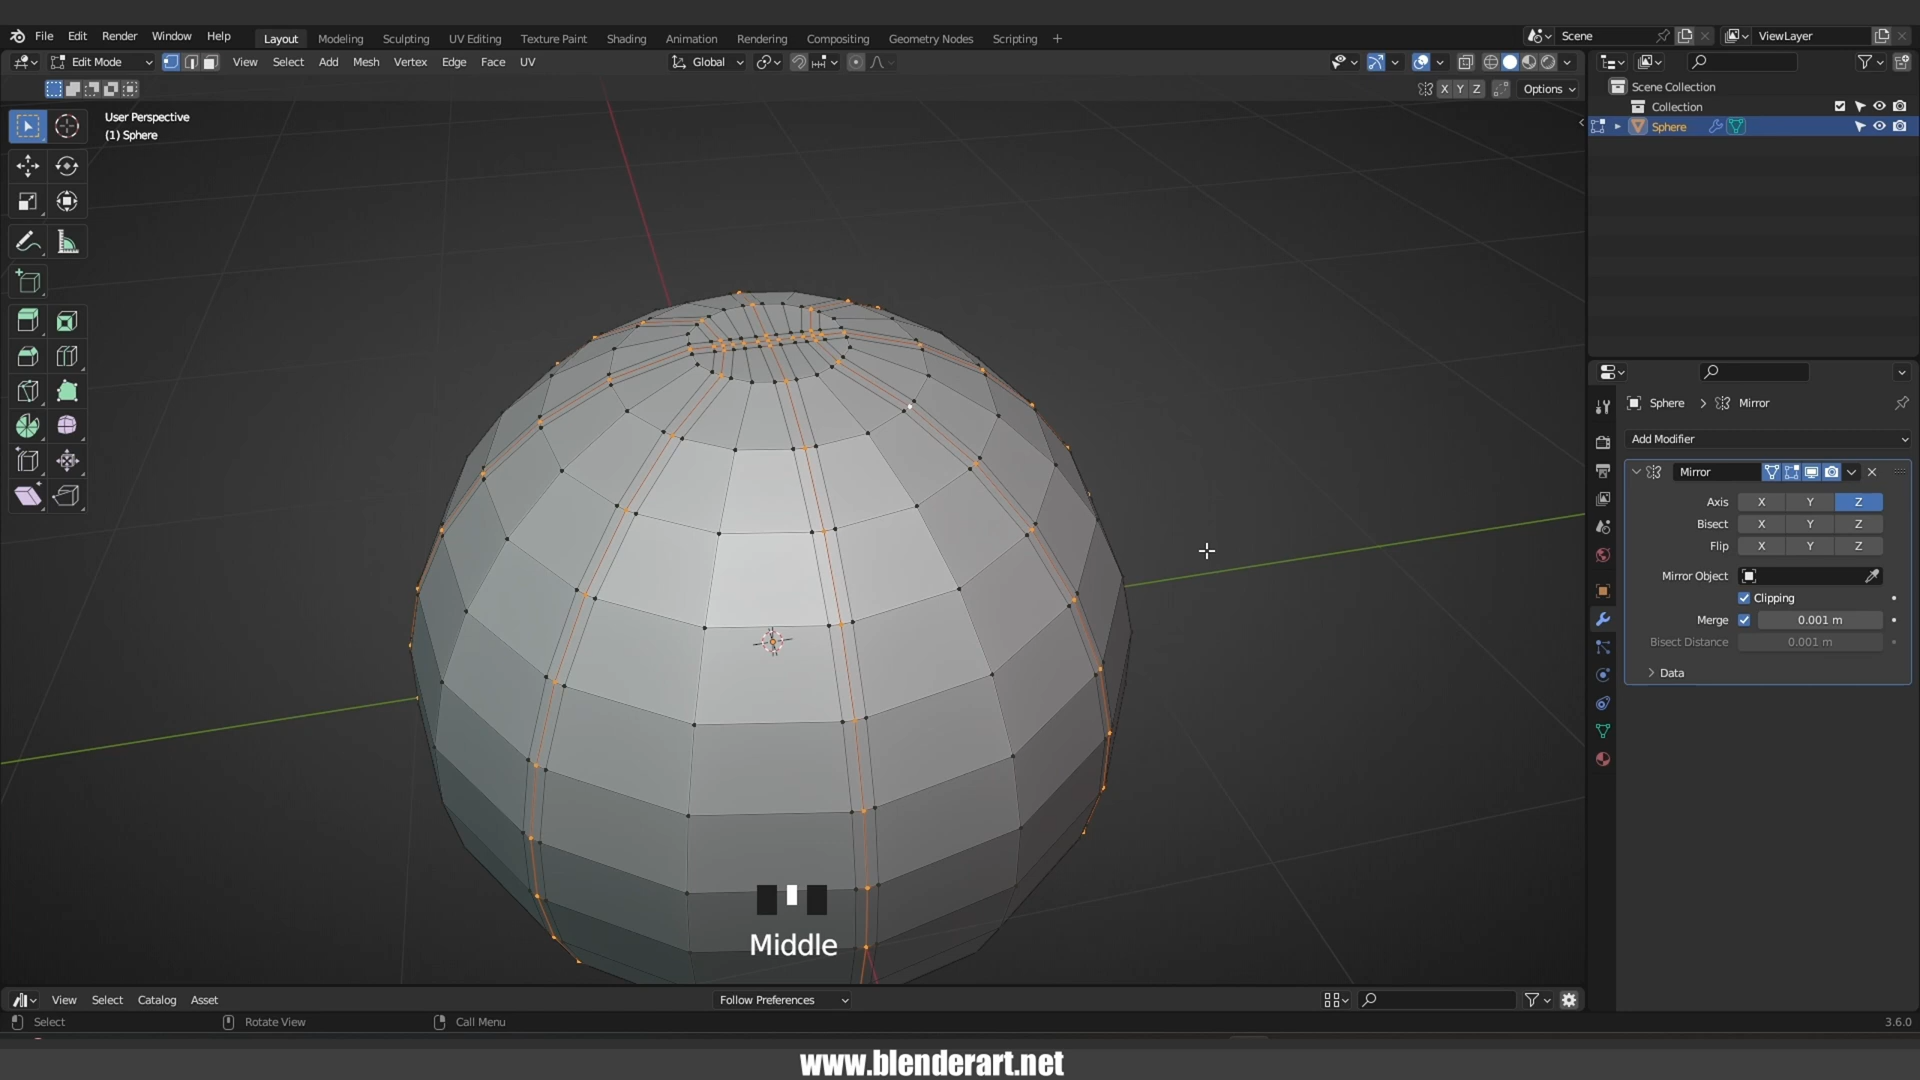 File Edit Render Window Help Layout Modeling Sculpting UV Editing Texture Paint Shading Animation Rendering Compositing Geometry Nodes Scripting + Scene ViewLayer
Edit Mode View Select Add Mesh Vertex Edge Face UV Global
X Y Z Options
User Perspective
(1) Sphere
Scene Collection
Collection
Sphere
Sphere > Mirror
Add Modifier
Mirror
Axis X Y Z
Bisect X Y Z
Flip X Y Z
Mirror Object
Clipping
Merge 0.001 m
Bisect Distance 0.001 m
Data
Middle
View Select Catalog Asset Follow Preferences
Select Rotate View Call Menu 3.6.0
www.blenderart.net